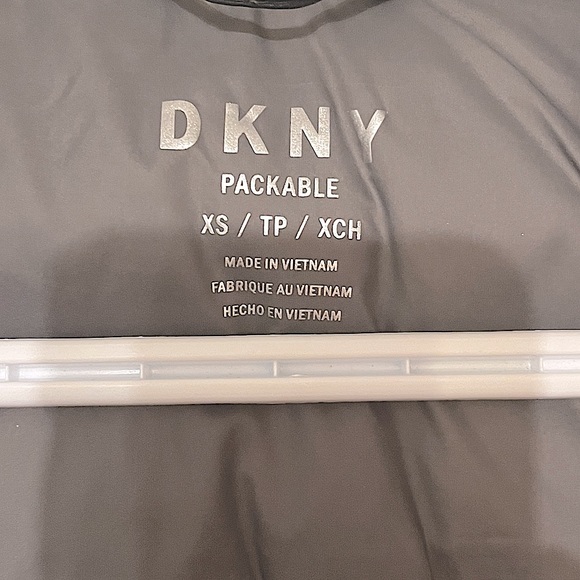 DKNY
PACKABLE
XS / TP / XCH
MADE IN VIETNAM
FABRIQUE AU VIETNAM
HECHO EN VIETNAM